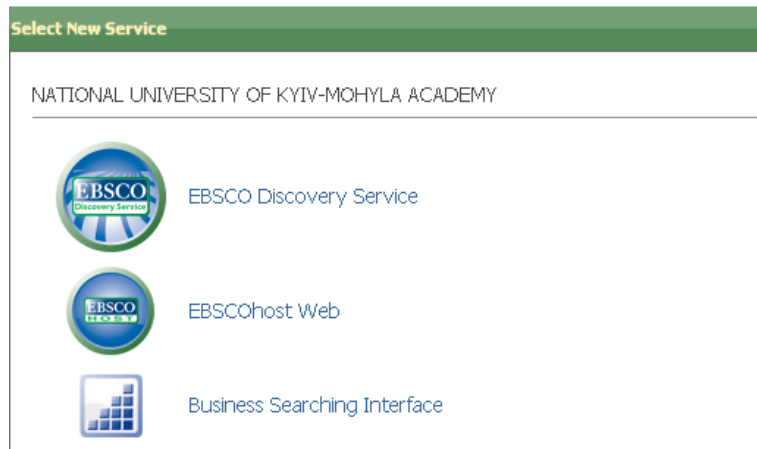 Select New Service
NATIONAL UNIVERSITY OF KYIV-MOHYLA ACADEMY
EBSCO
Discovery Service
EBSCO Discovery Service
EBSCO
HOST
EBSCOhost Web
Business Searching Interface